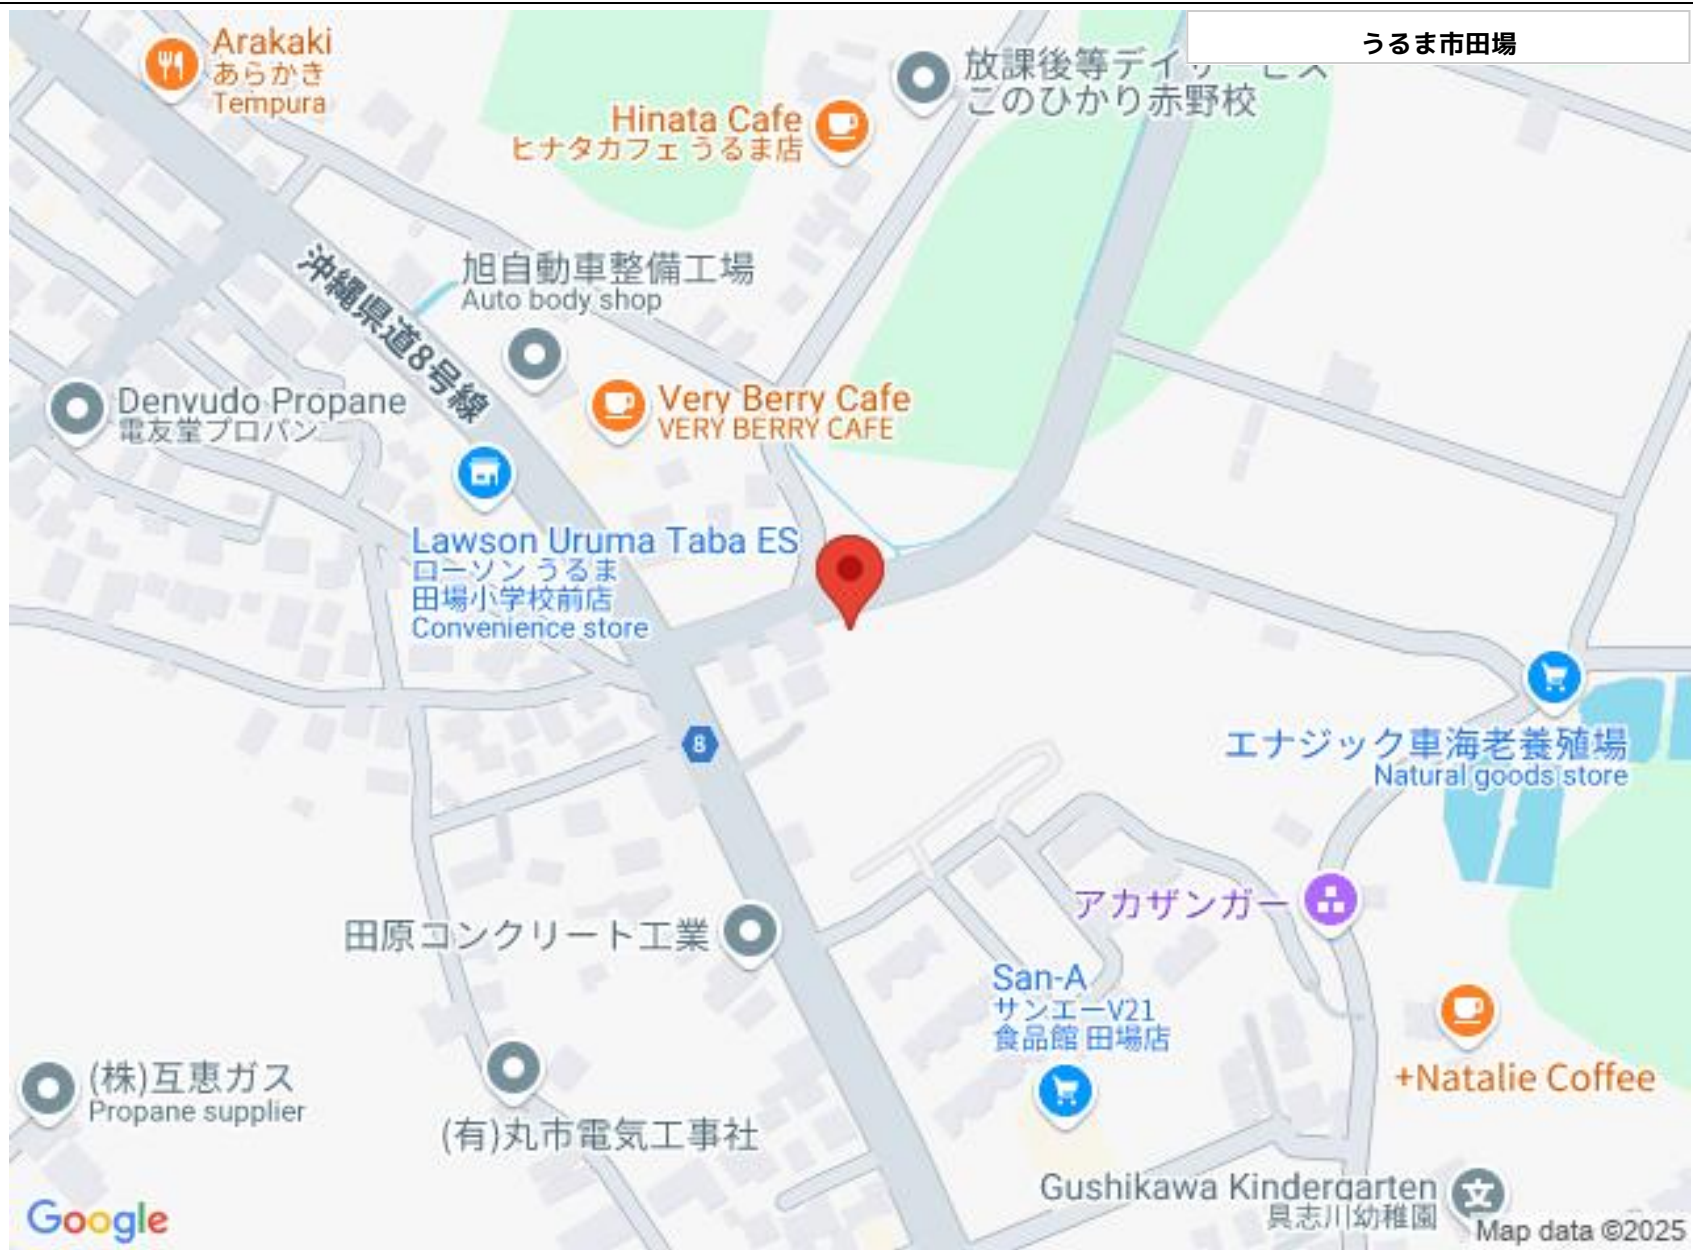 うるま市田場
Arakaki
あらかき
Tempura
放課後等デイサービス
このひかり赤野校
Hinata Cafe
ヒナタカフェ うるま店
沖縄県道8号線
旭自動車整備工場
Auto body shop
Denyudo Propane
電友堂プロパン
Very Berry Cafe
VERY BERRY CAFE
Lawson Uruma Taba ES
ローソン うるま
田場小学校前店
Convenience store
8
エナジック車海老養殖場
Natural goods store
アカザンガー
田原コンクリート工業
San-A
サンエーV21
食品館 田場店
+Natalie Coffee
(株)互恵ガス
Propane supplier
(有)丸市電気工事社
Gushikawa Kindergarten
具志川幼稚園
文
Google
Map data ©2025